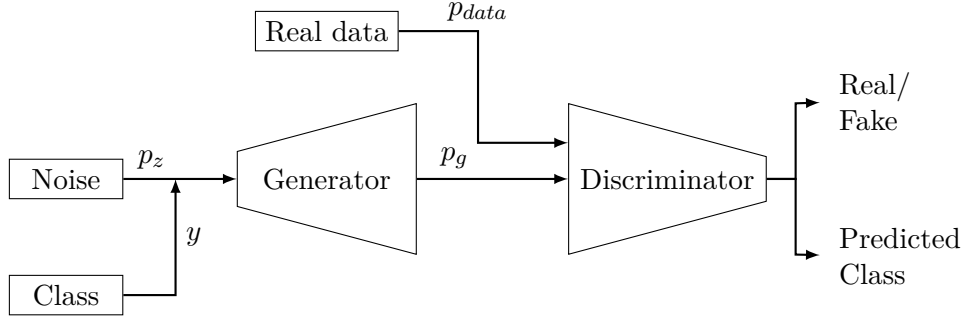 p_data
Real data
Real/
Fake
p_z
p_g
Noise
Generator
Discriminator
y
Predicted
Class
Class